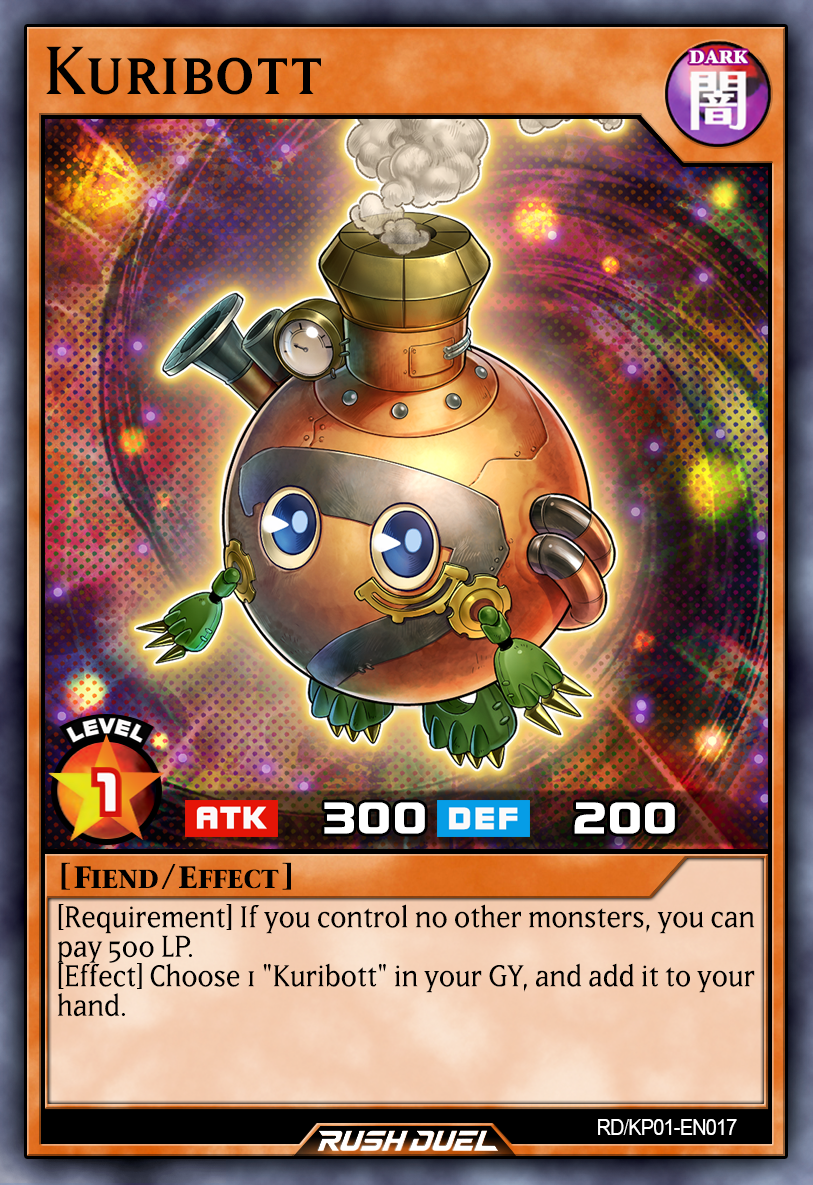 Kuribott
DARK
闇
LEVEL
1
ATK 300 DEF 200
[Fiend/Effect]
[Requirement] If you control no other monsters, you can
pay 500 LP.
[Effect] Choose 1 "Kuribott" in your GY, and add it to your
hand.
RD/KP01-EN017
RUSH DUEL